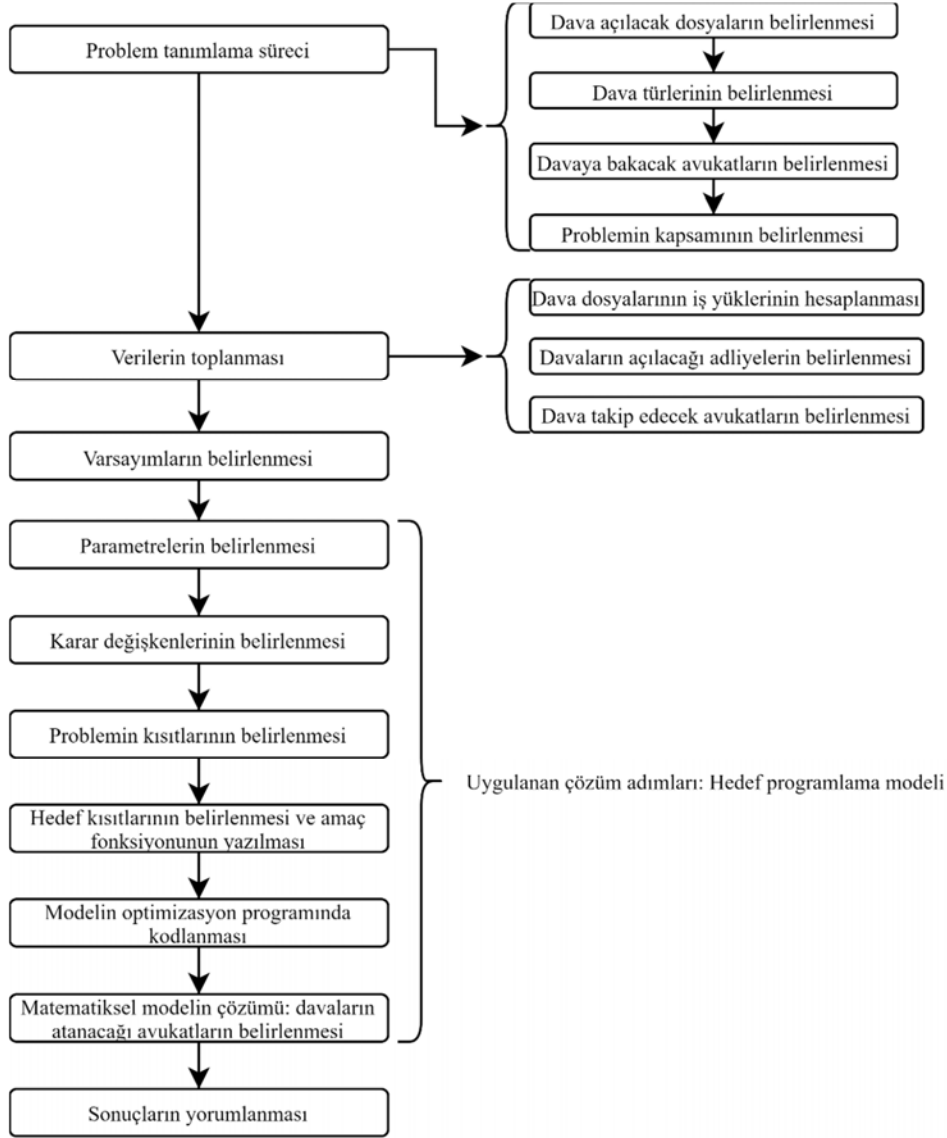 Problem tanımlama süreci
Dava açılacak dosyaların belirlenmesi
Dava türlerinin belirlenmesi
Davaya bakacak avukatların belirlenmesi
Problemin kapsamının belirlenmesi
Verilerin toplanması
Dava dosyalarının iş yüklerinin hesaplanması
Davaların açılacağı adliyelerin belirlenmesi
Dava takip edecek avukatların belirlenmesi
Varsayımların belirlenmesi
Parametrelerin belirlenmesi
Karar değişkenlerinin belirlenmesi
Problemin kısıtlarının belirlenmesi
Hedef kısıtlarının belirlenmesi ve amaç
fonksiyonunun yazılması
Modelin optimizasyon programında
kodlanması
Matematiksel modelin çözümü: davaların
atanacağı avukatların belirlenmesi
Uygulanan çözüm adımları: Hedef programlama modeli
Sonuçların yorumlanması